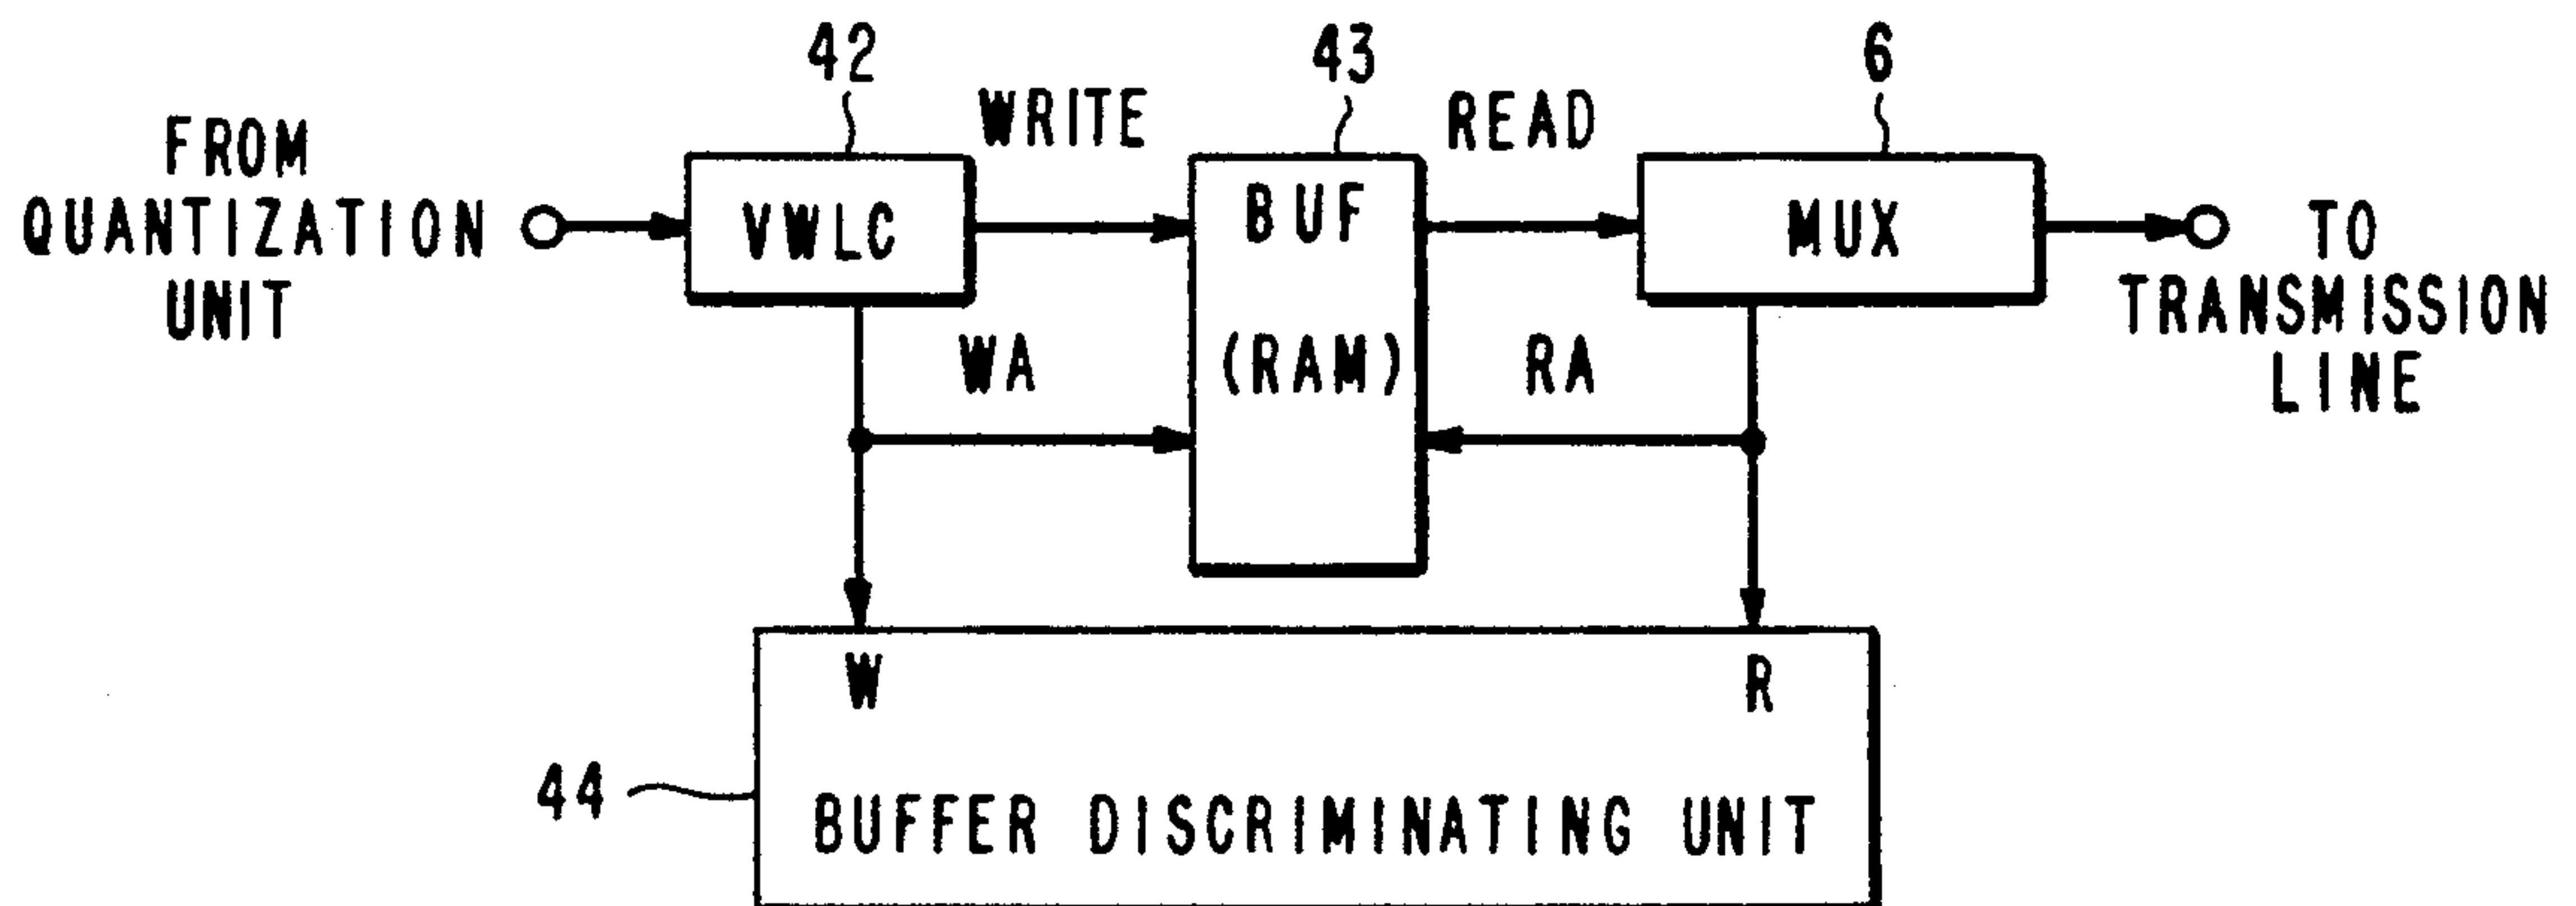 42
43
6
WRITE
READ
FROM
QUANTIZATION
UNIT
VWLC
BUF
(RAM)
MUX
TO
TRANSMISSION
LINE
WA
RA
W
R
44
BUFFER DISCRIMINATING UNIT